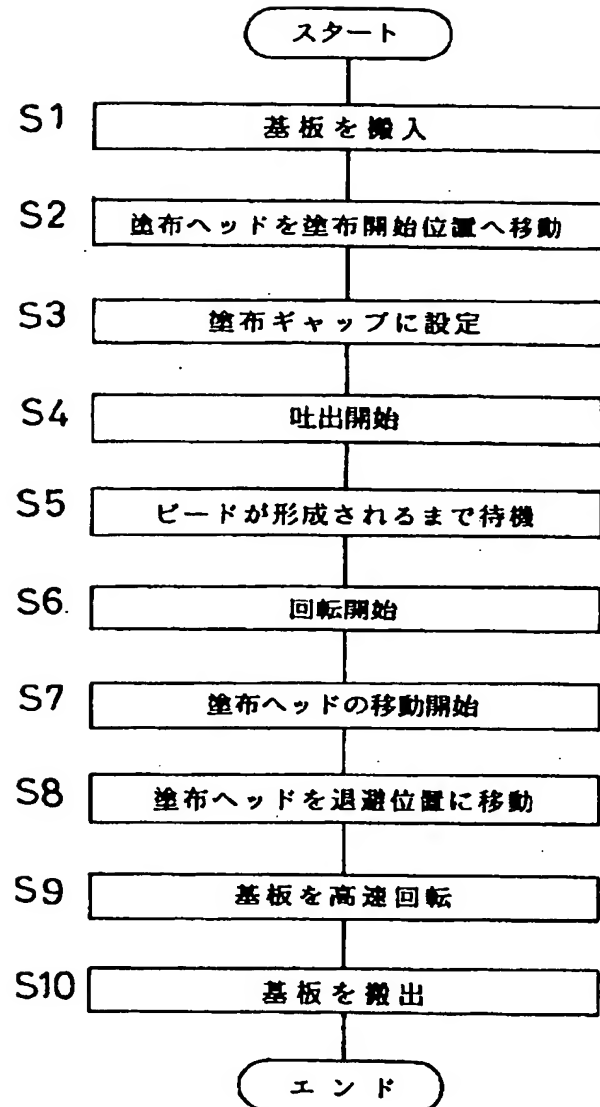 スタート
S1 基板を搬入
S2 塗布ヘッドを塗布開始位置へ移動
S3 塗布ギャップに設定
S4 吐出開始
S5 ビードが形成されるまで待機
S6 回転開始
S7 塗布ヘッドの移動開始
S8 塗布ヘッドを退避位置に移動
S9 基板を高速回転
S10 基板を搬出
エンド